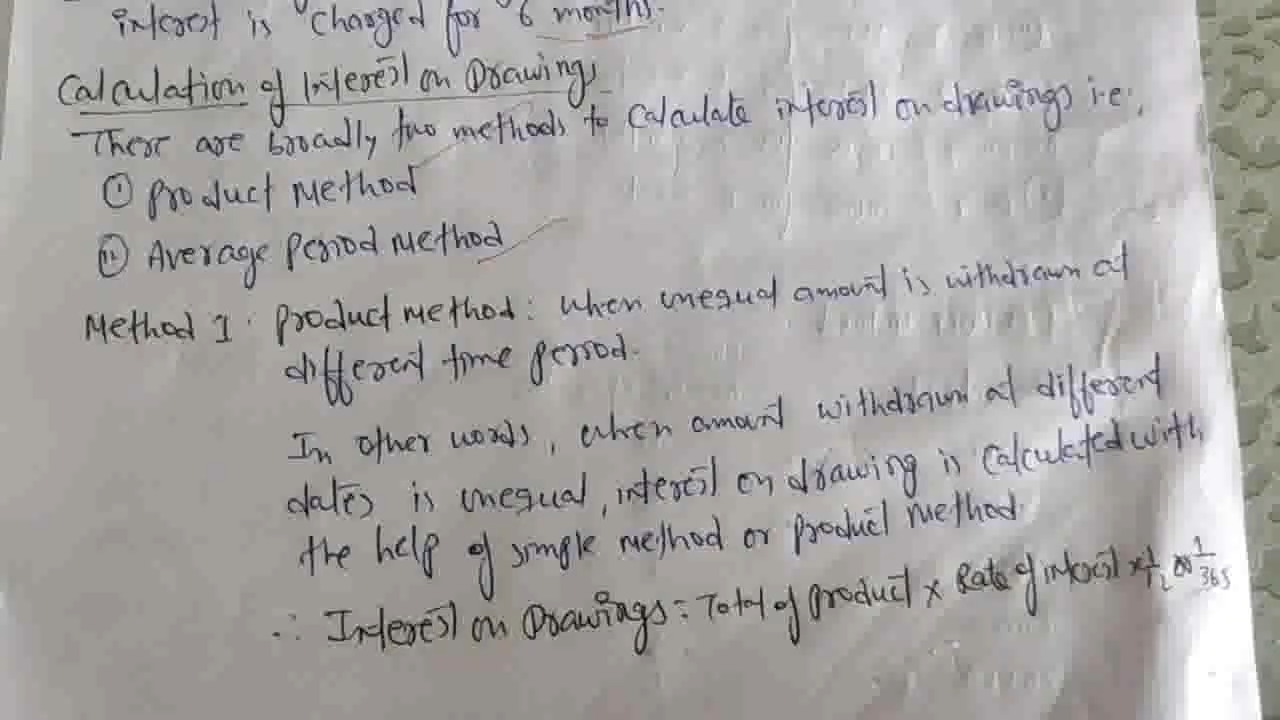 interest is charged for 6 months.
Calculation of Interest on Drawings
There are broadly two methods to calculate interest on drawings i.e.,
(i) Product Method
(ii) Average Period Method
Method I: Product Method: when unequal amount is withdrawn at
different time period.
In other words, when amount withdrawn at different
dates is unequal, interest on drawing is calculated with
the help of simple method or product method.
∴ Interest on Drawings = Total of product x Rate of interest x 1/12 or 1/365